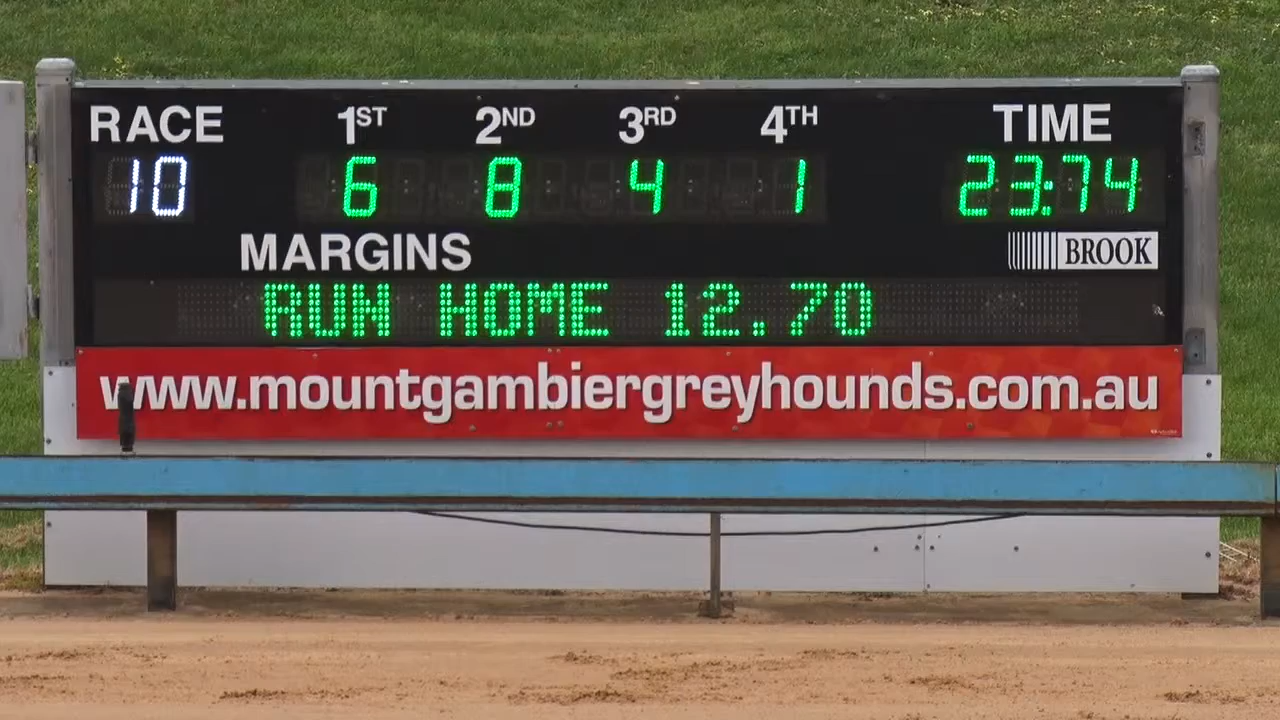 RACE 1ST 2ND 3RD 4TH TIME
10 6 8 4 1 23:74
MARGINS BROOK
RUN HOME 12.70
www.mountgambiergreyhounds.com.au